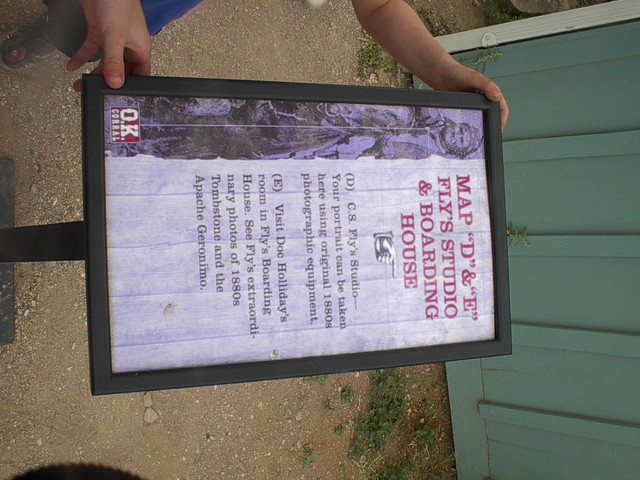 MAP "D"&"E"
FLY'S STUDIO
& BOARDING
HOUSE
(D) C.S. Fly's Studio—
Your portrait can be taken
here using original 1880s
photographic equipment.
(E) Visit Doc Holliday's
room in Fly's Boarding
House. See Fly's extraordi-
nary photos of 1880s
Tombstone and the
Apache Geronimo.
O.K.
CORRAL